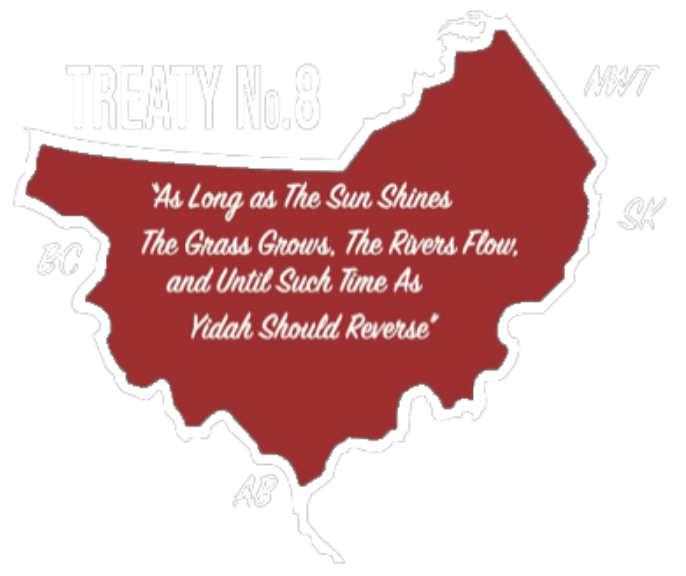 TREATY No.8
NWT
"As Long as The Sun Shines
SK
The Grass Grows, The Rivers Flow,
BC
and Until Such Time As
Yidah Should Reverse"
AB